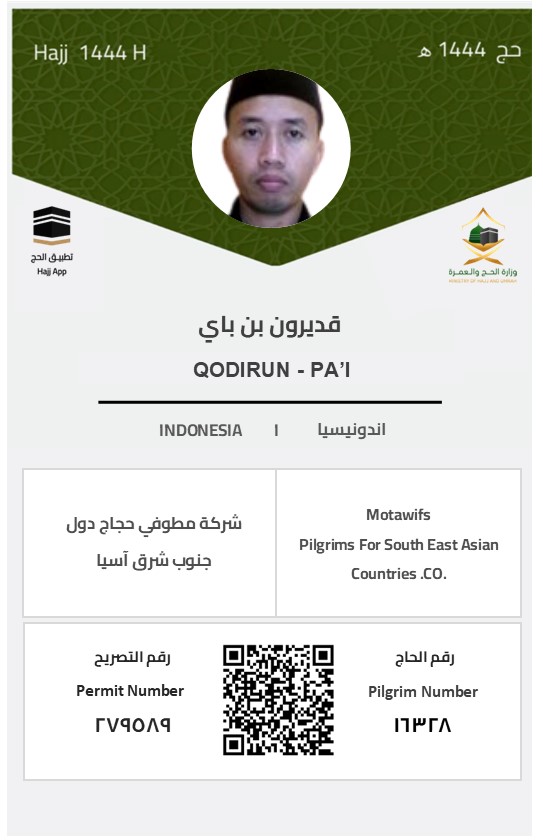 Hajj 1444 H
حج 1444 هـ
تطبيق الحج
Hajj App
وزارة الحج والعمرة
MINISTRY OF HAJJ AND UMRAH
قديرون بن باي
QODIRUN - PA’I
INDONESIA | اندونيسيا
شركة مطوفي حجاج دول
جنوب شرق آسيا
Motawifs
Pilgrims For South East Asian
Countries .CO.
رقم التصريح
Permit Number
٢٧٩٥٨٩
رقم الحاج
Pilgrim Number
١٦٣٢٨